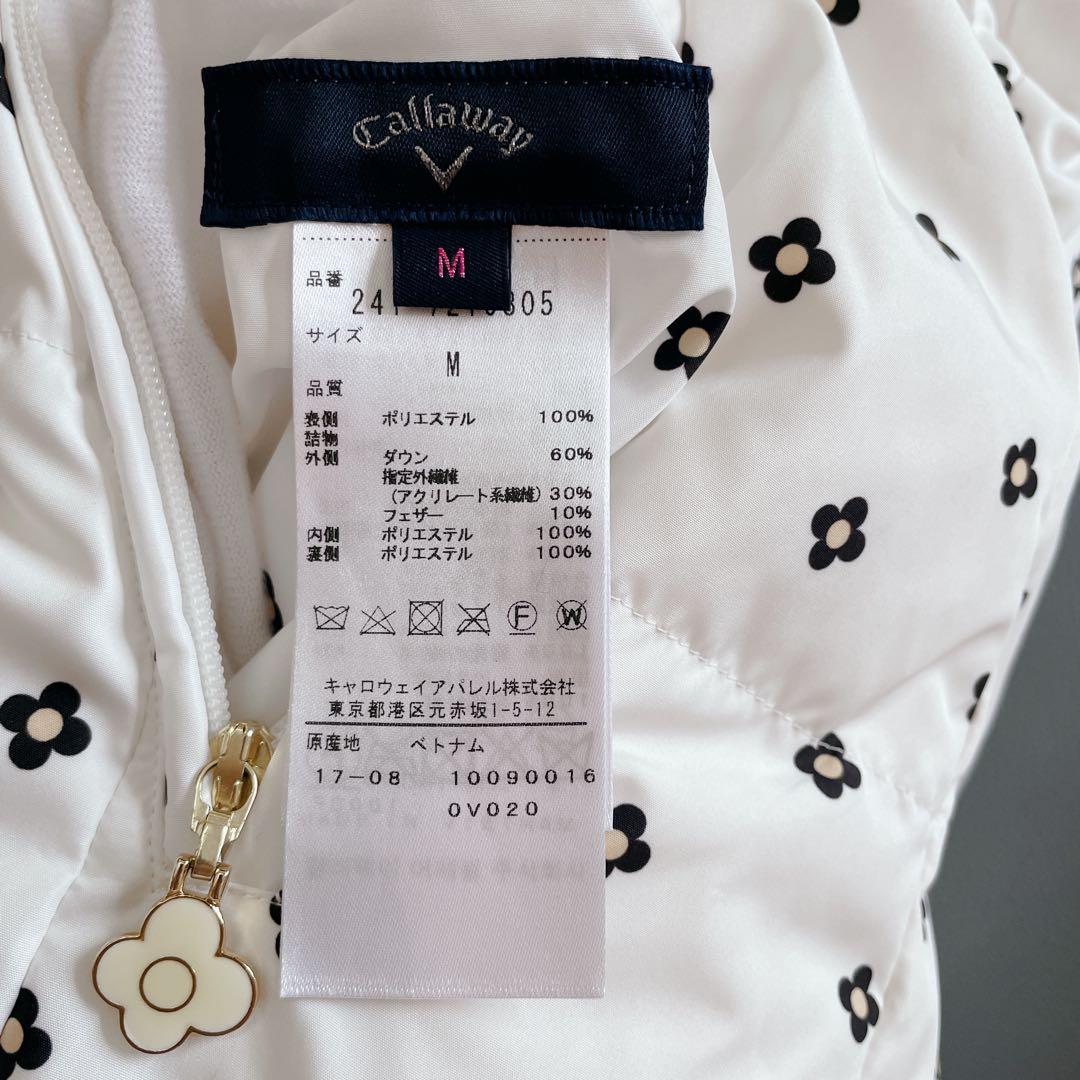 Callaway
M
品番
サイズ
M
品質
表側 ポリエステル 100%
詰物
外側 ダウン 60%
指定外繊維
(アクリレート系繊維) 30%
フェザー 10%
内側 ポリエステル 100%
裏側 ポリエステル 100%
F W
キャロウェイアパレル株式会社
東京都港区元赤坂1-5-12
原産地 ベトナム
17-08 10090016
0V020